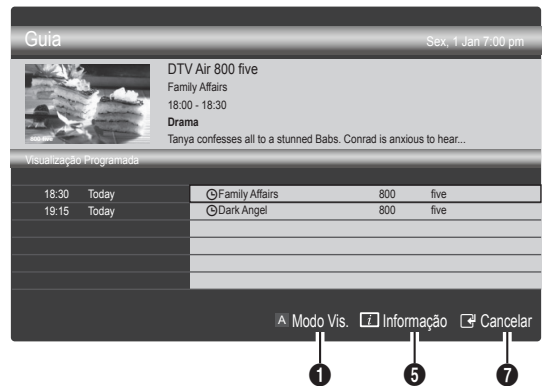 Guia Sex, 1 Jan 7:00 pm
DTV Air 800 five
Family Affairs
18:00 - 18:30
Drama
Tanya confesses all to a stunned Babs. Conrad is anxious to hear...
800 five
Visualização Programada
18:30 Today Family Affairs 800 five
19:15 Today Dark Angel 800 five
A Modo Vis. i Informação Cancelar
1 5 7